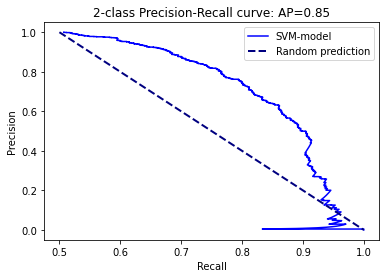 2-class Precision-Recall curve: AP=0.85
SVM-model
Random prediction
Precision
1.0
0.8
0.6
0.4
0.2
0.0
0.5 0.6 0.7 0.8 0.9 1.0
Recall